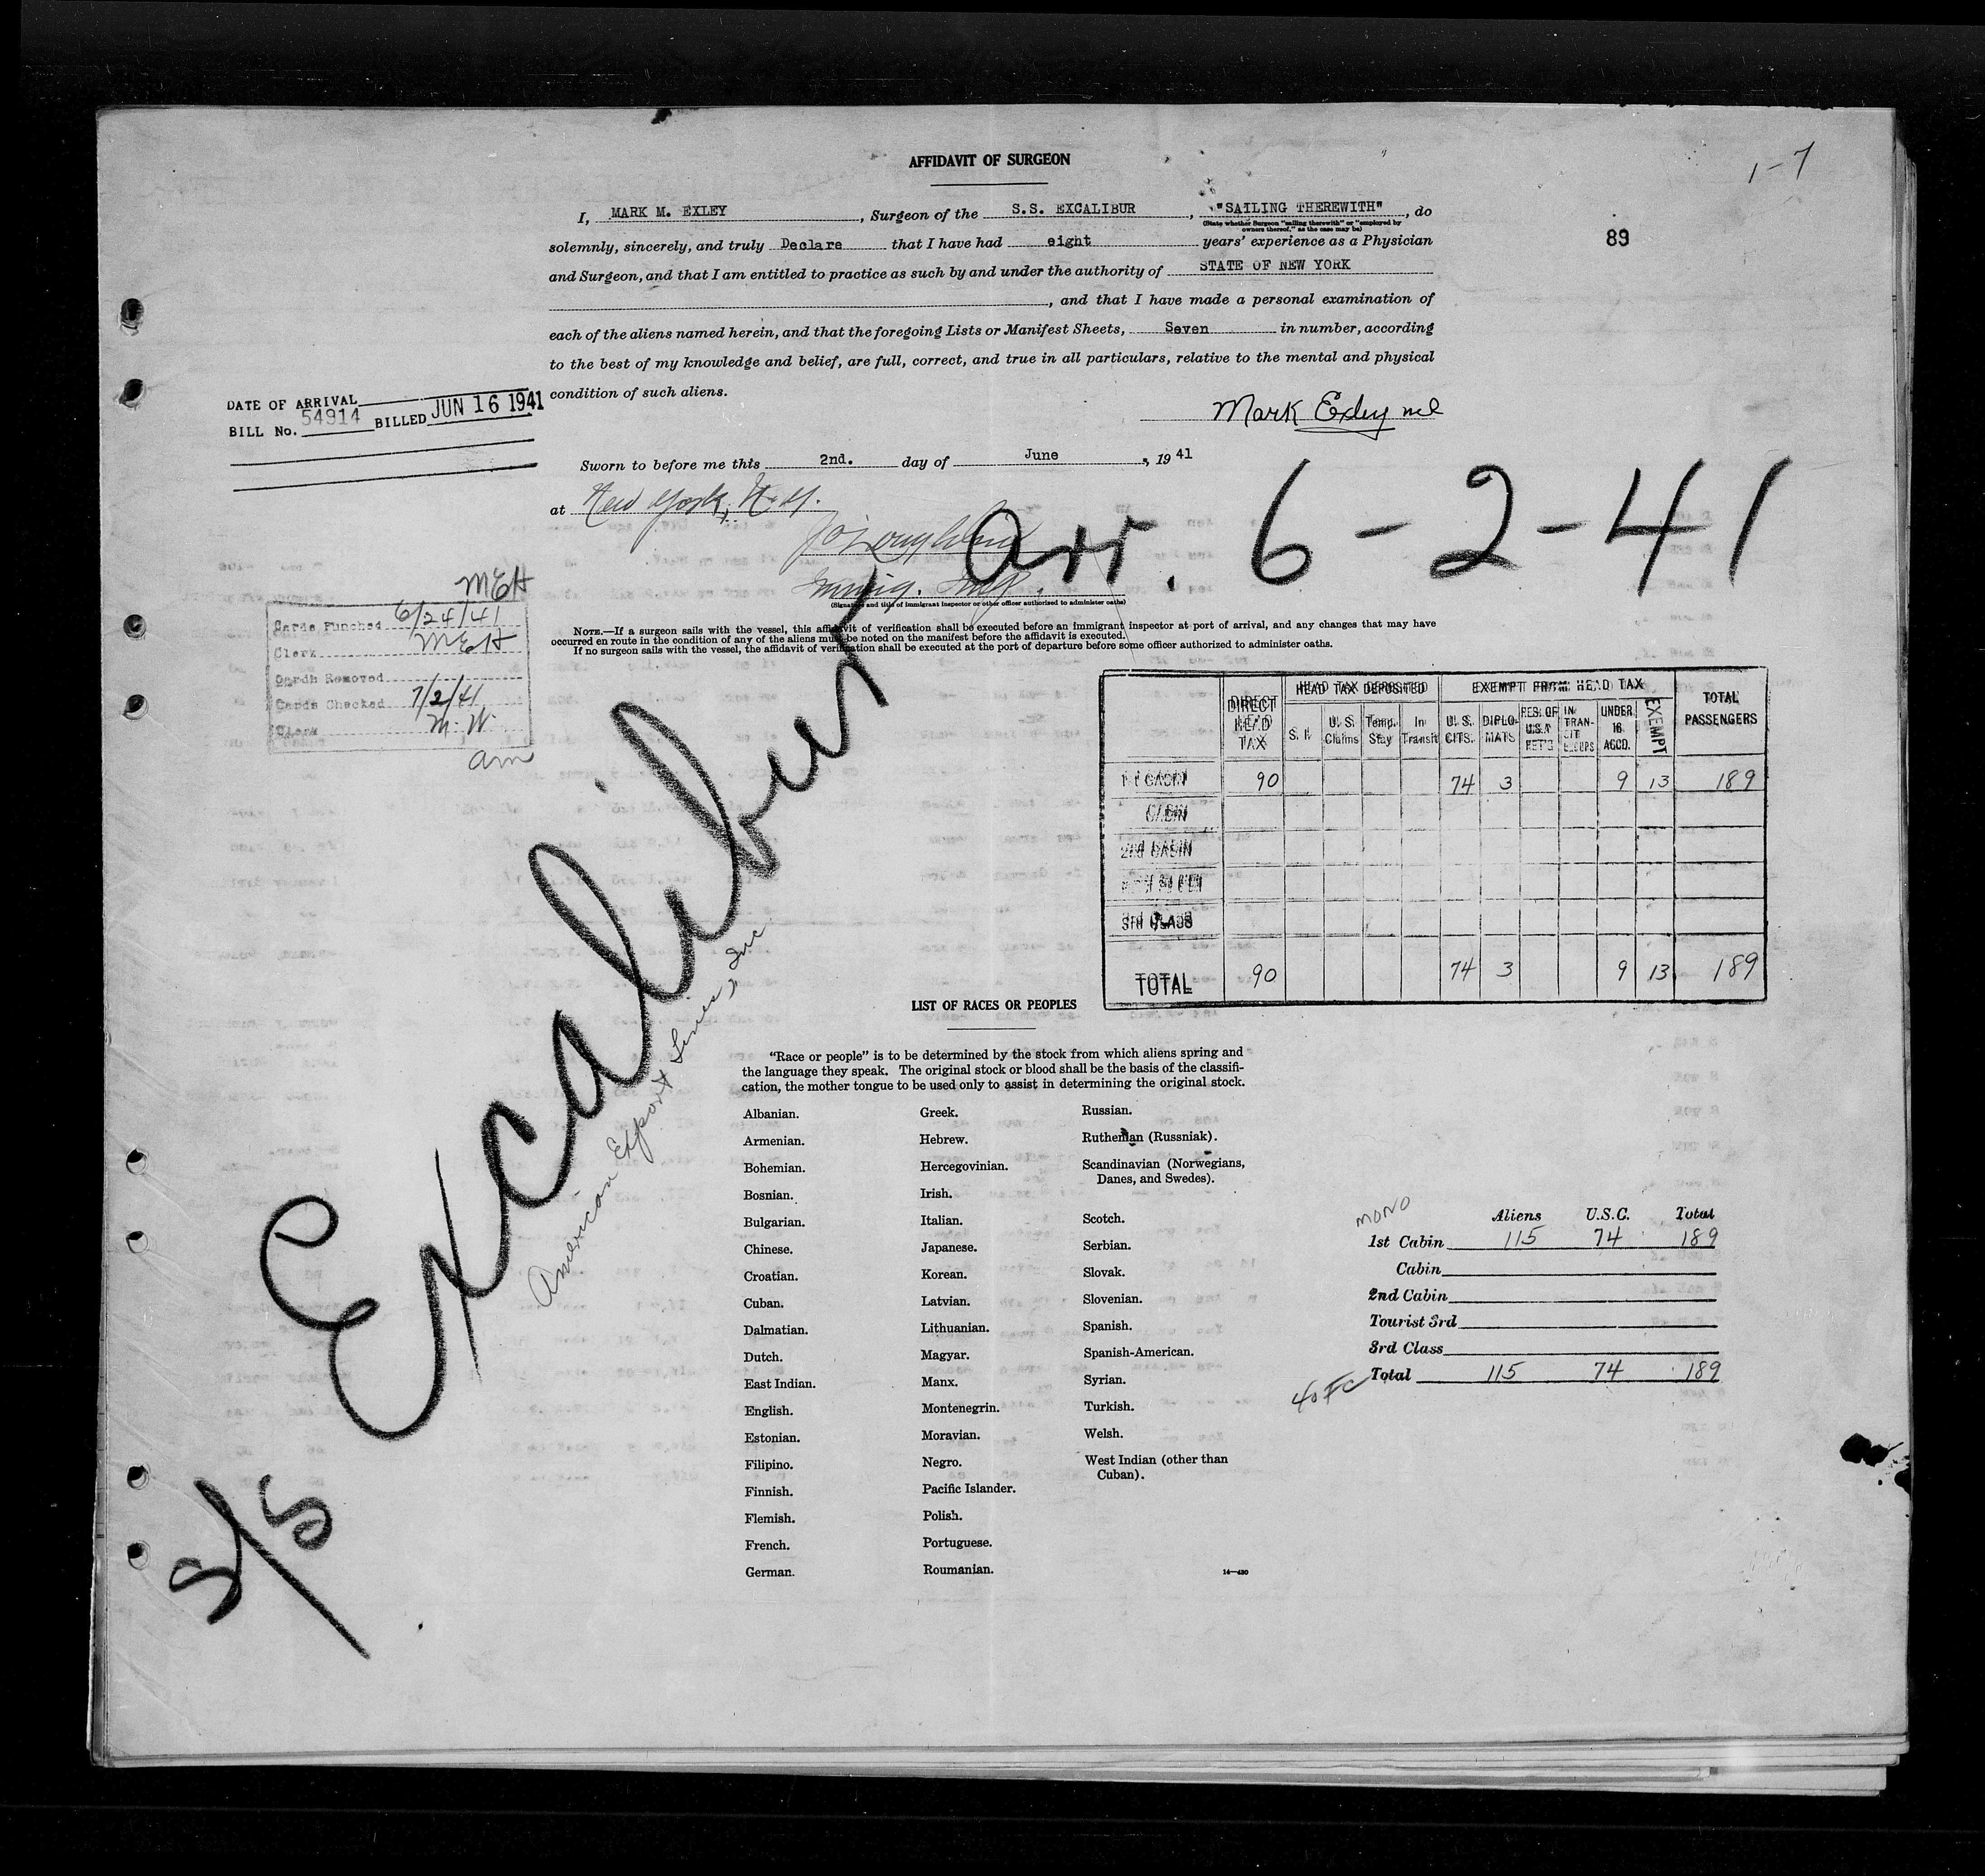 AFFIDAVIT OF SURGEON
1-7
I, MARK M. EXLEY, Surgeon of the S.S. EXCALIBUR, "SAILING THEREWITH", do
(State whether Surgeon "sailing therewith" or "employed by
owners thereof," as the case may be)
solemnly, sincerely, and truly Declare that I have had eight years' experience as a Physician
89
and Surgeon, and that I am entitled to practice as such by and under the authority of STATE OF NEW YORK
, and that I have made a personal examination of
each of the aliens named herein, and that the foregoing Lists or Manifest Sheets, Seven in number, according
to the best of my knowledge and belief, are full, correct, and true in all particulars, relative to the mental and physical
condition of such aliens.
DATE OF ARRIVAL
BILL No. 54914 BILLED JUN 16 1941
Mark Exley MD
Sworn to before me this 2nd. day of June, 19 41
at New York, N.Y.
Arr. 6-2-41
Immig. Insp.
(Signature and title of immigrant inspector or other officer authorized to administer oaths)
MEH
Cards Punched 6/24/41
Clerk MEH
Cards Removed
Cards Checked 7/2/41
Clerk M.W.
am
NOTE.—If a surgeon sails with the vessel, this affidavit of verification shall be executed before an immigrant inspector at port of arrival, and any changes that may have
occurred en route in the condition of any of the aliens must be noted on the manifest before the affidavit is executed.
If no surgeon sails with the vessel, the affidavit of verification shall be executed at the port of departure before some officer authorized to administer oaths.
DIRECT HEAD TAX
HEAD TAX DEPOSITED
EXEMPT FROM HEAD TAX
TOTAL PASSENGERS
S. I. U. S. Claims Temp. Stay In Transit U. S. CITS. DIPLOMATS RES. OF U.S.A. RET'G IN TRANSIT UNDER 16 ACCD. EXEMPT
1st CABIN 90 74 3 9 13 189
CABIN
2nd CABIN
3rd CLASS
TOTAL 90 74 3 9 13 189
S/S Excalibur
American Export Lines, Inc
LIST OF RACES OR PEOPLES
"Race or people" is to be determined by the stock from which aliens spring and
the language they speak. The original stock or blood shall be the basis of the classifi-
cation, the mother tongue to be used only to assist in determining the original stock.
Albanian.
Armenian.
Bohemian.
Bosnian.
Bulgarian.
Chinese.
Croatian.
Cuban.
Dalmatian.
Dutch.
East Indian.
English.
Estonian.
Filipino.
Finnish.
Flemish.
French.
German.
Greek.
Hebrew.
Hercegovinian.
Irish.
Italian.
Japanese.
Korean.
Latvian.
Lithuanian.
Magyar.
Manx.
Montenegrin.
Moravian.
Negro.
Pacific Islander.
Polish.
Portuguese.
Roumanian.
Russian.
Ruthenian (Russniak).
Scandinavian (Norwegians,
Danes, and Swedes).
Scotch.
Serbian.
Slovak.
Slovenian.
Spanish.
Spanish-American.
Syrian.
Turkish.
Welsh.
West Indian (other than
Cuban).
14—430
MONO
Aliens U.S.C. Total
1st Cabin 115 74 189
Cabin
2nd Cabin
Tourist 3rd
3rd Class
Total 115 74 189